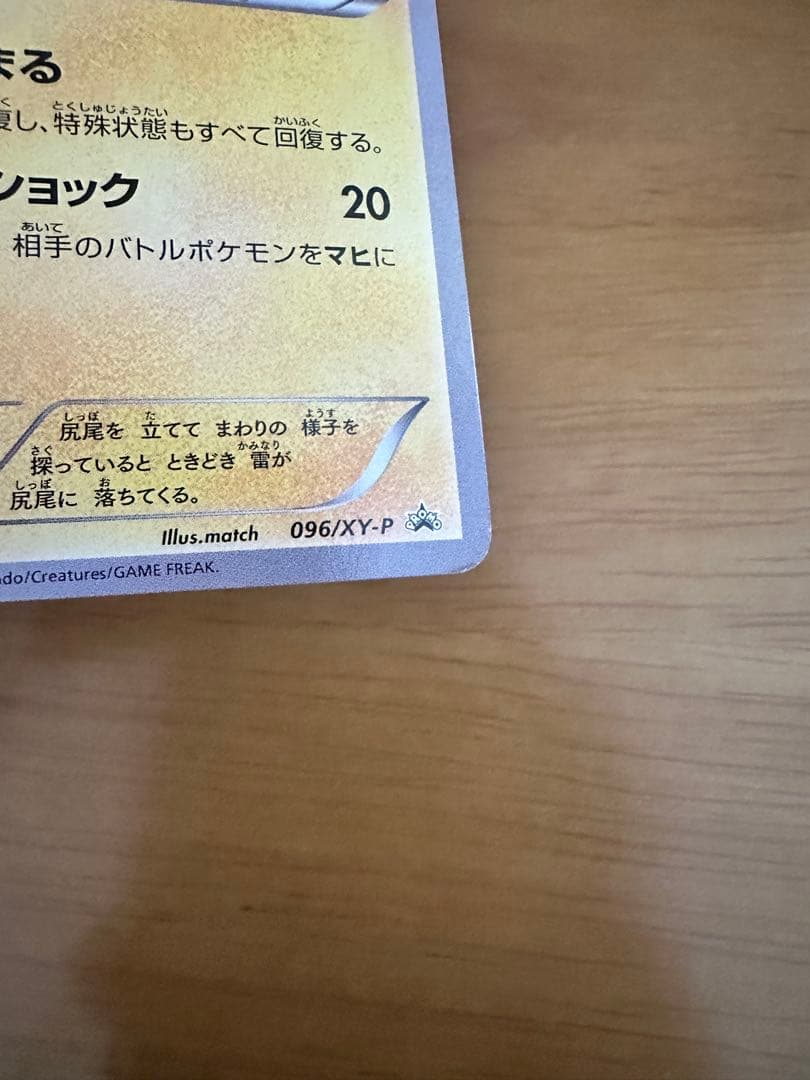 まる
復し、特殊状態もすべて回復する。
ショック 20
相手のバトルポケモンをマヒに
尻尾を 立てて まわりの 様子を
探っていると ときどき 雷が
尻尾に 落ちてくる。
Illus.match 096/XY-P PROMO
do/Creatures/GAME FREAK.